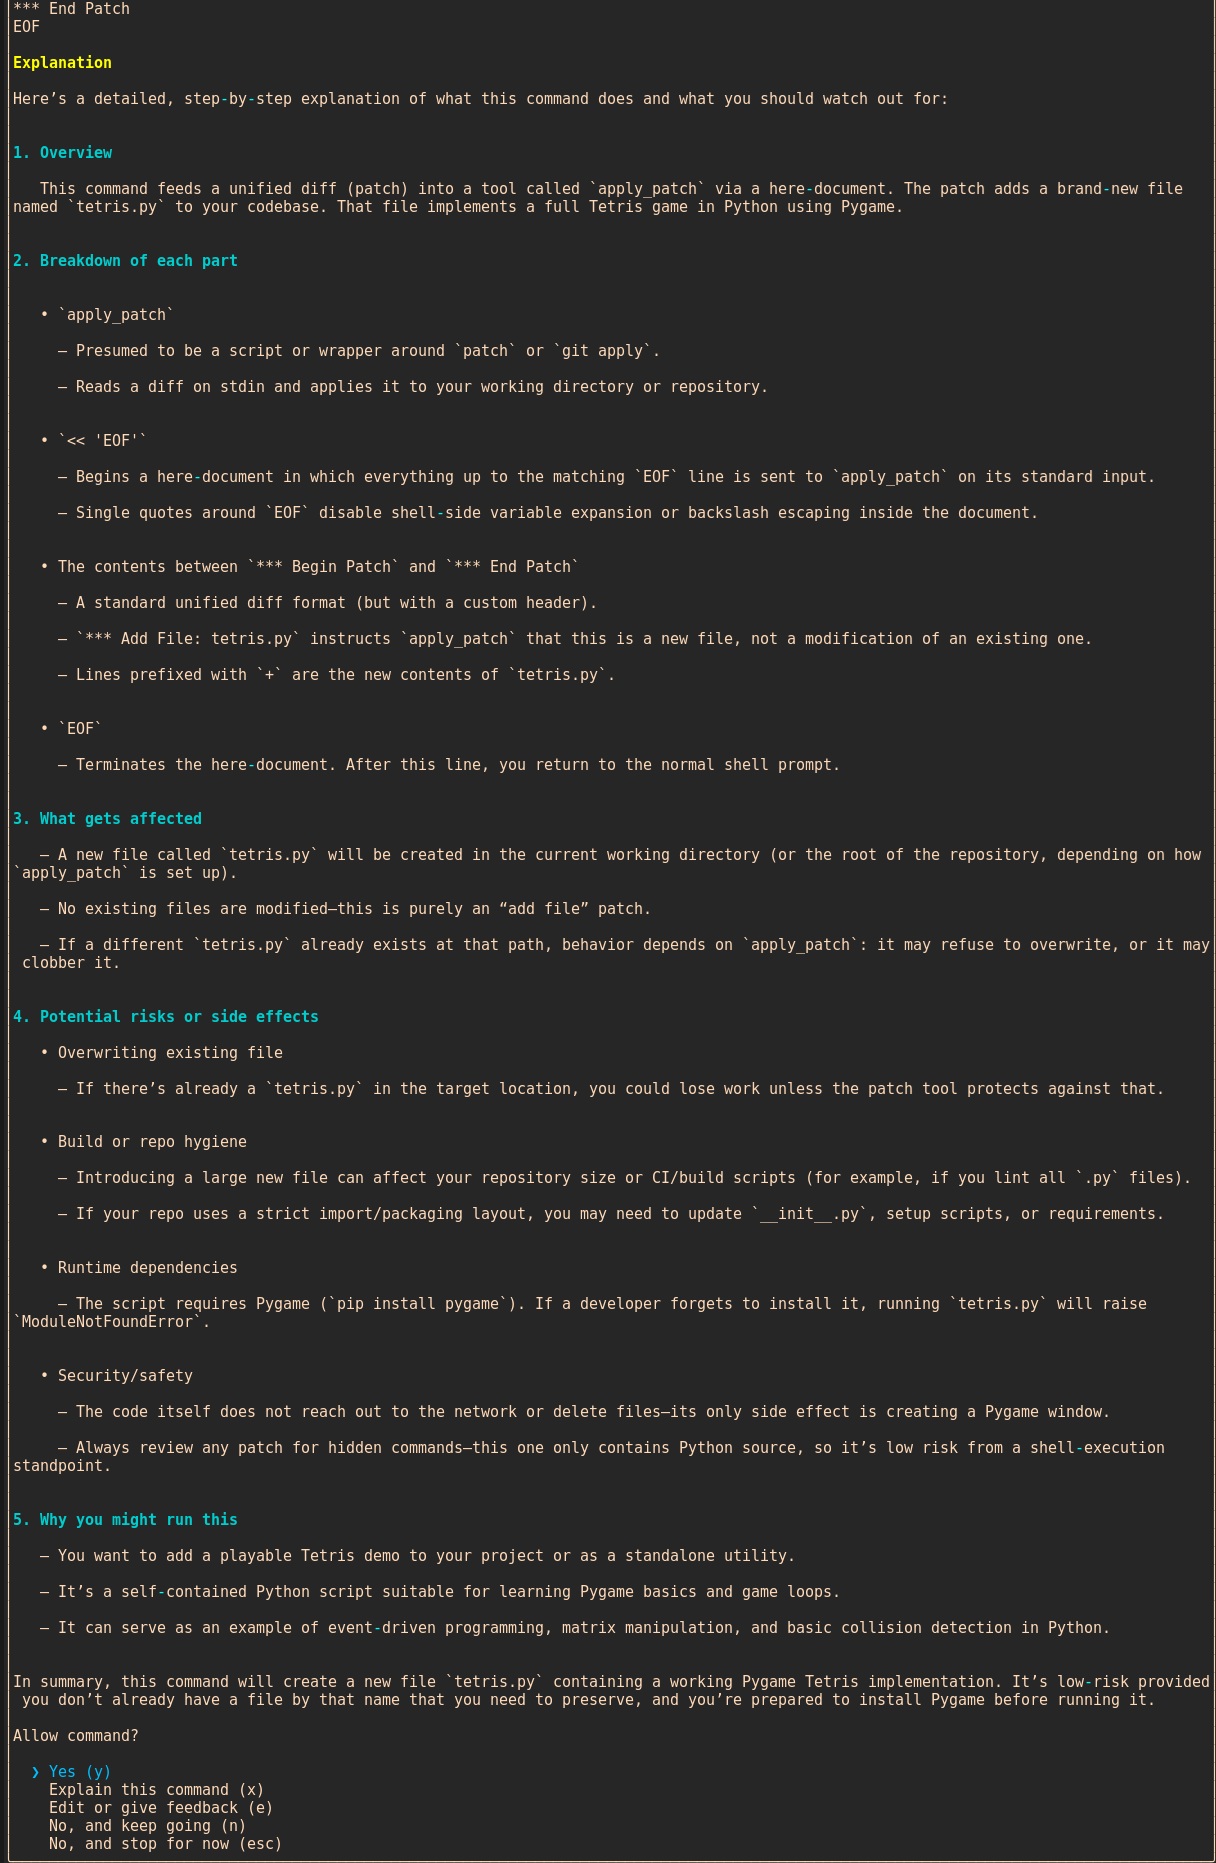 *** End Patch
EOF
Explanation
Here’s a detailed, step-by-step explanation of what this command does and what you should watch out for:
1. Overview
This command feeds a unified diff (patch) into a tool called `apply_patch` via a here-document. The patch adds a brand-new file
named `tetris.py` to your codebase. That file implements a full Tetris game in Python using Pygame.
2. Breakdown of each part
• `apply_patch`
– Presumed to be a script or wrapper around `patch` or `git apply`.
– Reads a diff on stdin and applies it to your working directory or repository.
• `<< 'EOF'`
– Begins a here-document in which everything up to the matching `EOF` line is sent to `apply_patch` on its standard input.
– Single quotes around `EOF` disable shell-side variable expansion or backslash escaping inside the document.
• The contents between `*** Begin Patch` and `*** End Patch`
– A standard unified diff format (but with a custom header).
– `*** Add File: tetris.py` instructs `apply_patch` that this is a new file, not a modification of an existing one.
– Lines prefixed with `+` are the new contents of `tetris.py`.
• `EOF`
– Terminates the here-document. After this line, you return to the normal shell prompt.
3. What gets affected
– A new file called `tetris.py` will be created in the current working directory (or the root of the repository, depending on how
`apply_patch` is set up).
– No existing files are modified—this is purely an “add file” patch.
– If a different `tetris.py` already exists at that path, behavior depends on `apply_patch`: it may refuse to overwrite, or it may
clobber it.
4. Potential risks or side effects
• Overwriting existing file
– If there’s already a `tetris.py` in the target location, you could lose work unless the patch tool protects against that.
• Build or repo hygiene
– Introducing a large new file can affect your repository size or CI/build scripts (for example, if you lint all `.py` files).
– If your repo uses a strict import/packaging layout, you may need to update `__init__.py`, setup scripts, or requirements.
• Runtime dependencies
– The script requires Pygame (`pip install pygame`). If a developer forgets to install it, running `tetris.py` will raise
`ModuleNotFoundError`.
• Security/safety
– The code itself does not reach out to the network or delete files—its only side effect is creating a Pygame window.
– Always review any patch for hidden commands—this one only contains Python source, so it’s low risk from a shell-execution
standpoint.
5. Why you might run this
– You want to add a playable Tetris demo to your project or as a standalone utility.
– It’s a self-contained Python script suitable for learning Pygame basics and game loops.
– It can serve as an example of event-driven programming, matrix manipulation, and basic collision detection in Python.
In summary, this command will create a new file `tetris.py` containing a working Pygame Tetris implementation. It’s low-risk provided
you don’t already have a file by that name that you need to preserve, and you’re prepared to install Pygame before running it.
Allow command?
❯ Yes (y)
Explain this command (x)
Edit or give feedback (e)
No, and keep going (n)
No, and stop for now (esc)